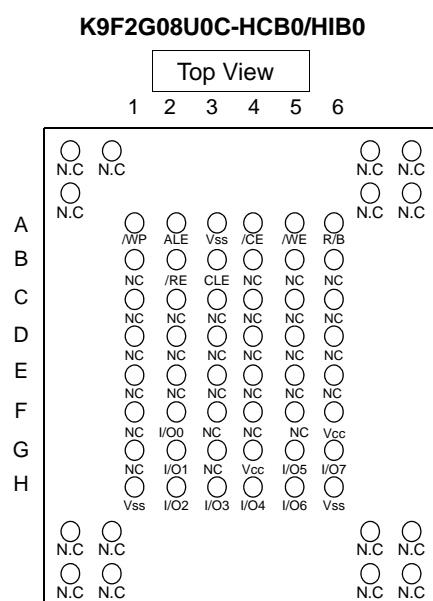 K9F2G08U0C-HCB0/HIB0
Top View
1 2 3 4 5 6
N.C N.C N.C N.C
N.C N.C N.C
A
/WP ALE Vss /CE /WE R/B
B
NC /RE CLE NC NC NC
C
NC NC NC NC NC NC
D
NC NC NC NC NC NC
E
NC NC NC NC NC NC
F
NC I/O0 NC NC NC Vcc
G
NC I/O1 NC Vcc I/O5 I/O7
H
Vss I/O2 I/O3 I/O4 I/O6 Vss
N.C N.C N.C N.C
N.C N.C N.C N.C